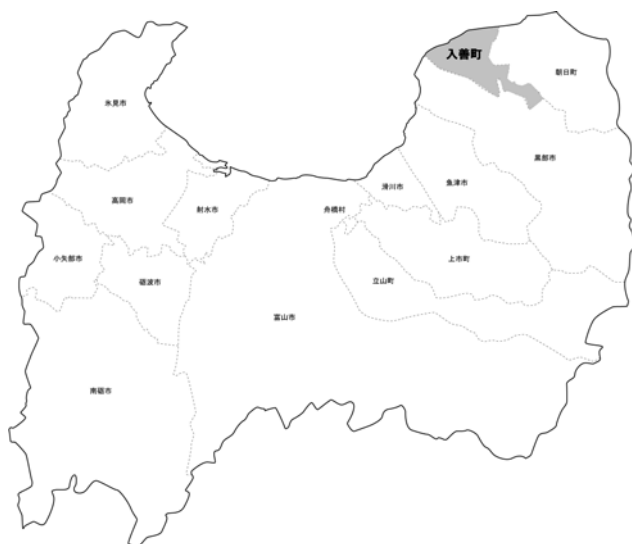 入善町
朝日町
氷見市
黒部市
魚津市
滑川市
高岡市
射水市
舟橋村
小矢部市
砺波市
上市町
立山町
富山市
南砺市